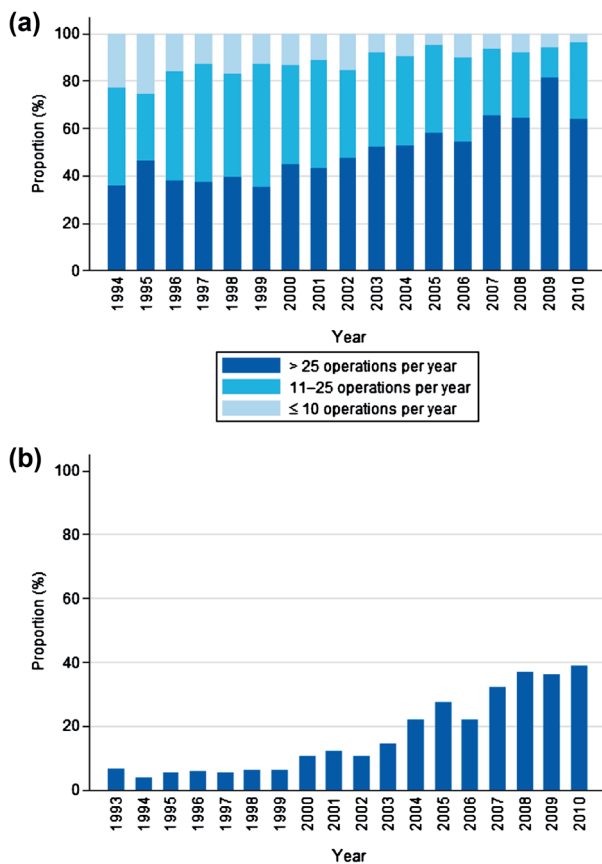 (a)
100
80
60
40
20
0
Proportion (%)
1994 1995 1996 1997 1998 1999 2000 2001 2002 2003 2004 2005 2006 2007 2008 2009 2010
Year
> 25 operations per year
11–25 operations per year
≤ 10 operations per year
(b)
100
80
60
40
20
0
Proportion (%)
1993 1994 1995 1996 1997 1998 1999 2000 2001 2002 2003 2004 2005 2006 2007 2008 2009 2010
Year